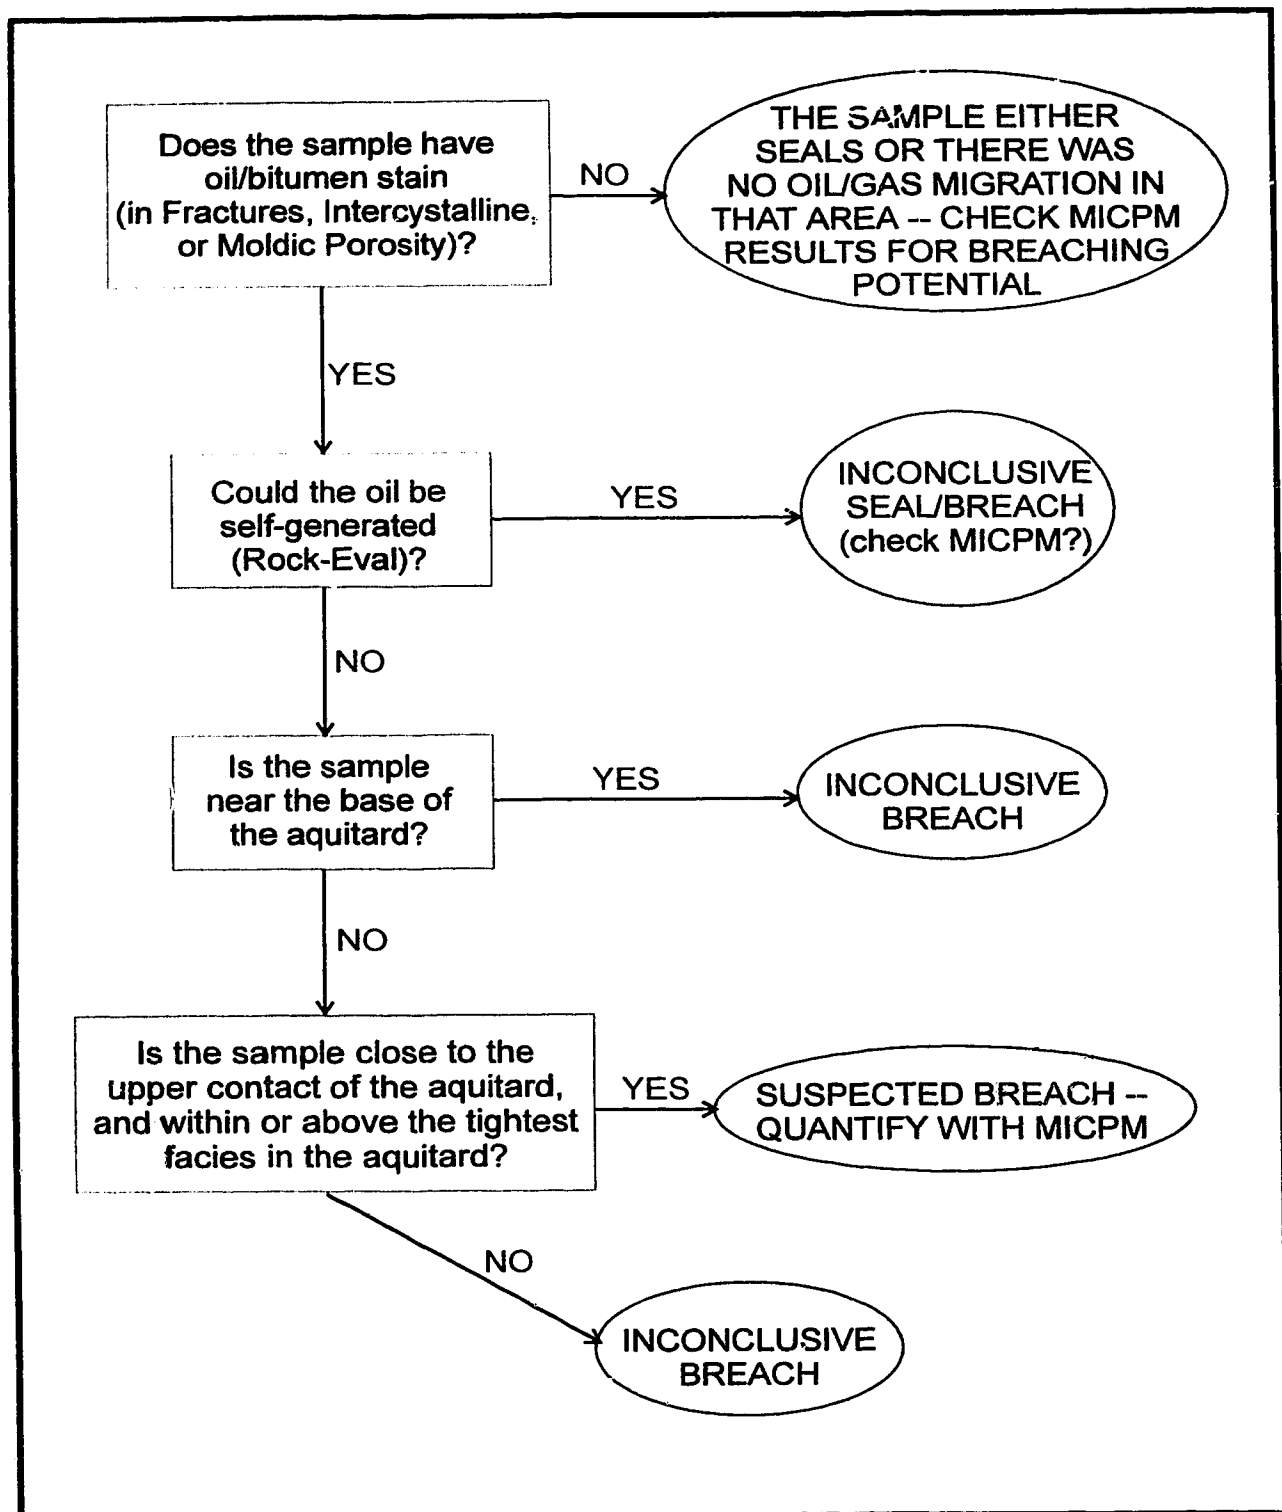 Does the sample have
oil/bitumen stain
(in Fractures, Intercystalline,
or Moldic Porosity)?
NO
THE SAMPLE EITHER
SEALS OR THERE WAS
NO OIL/GAS MIGRATION IN
THAT AREA -- CHECK MICPM
RESULTS FOR BREACHING
POTENTIAL
YES
Could the oil be
self-generated
(Rock-Eval)?
YES
INCONCLUSIVE
SEAL/BREACH
(check MICPM?)
NO
Is the sample
near the base of
the aquitard?
YES
INCONCLUSIVE
BREACH
NO
Is the sample close to the
upper contact of the aquitard,
and within or above the tightest
facies in the aquitard?
YES
SUSPECTED BREACH --
QUANTIFY WITH MICPM
NO
INCONCLUSIVE
BREACH